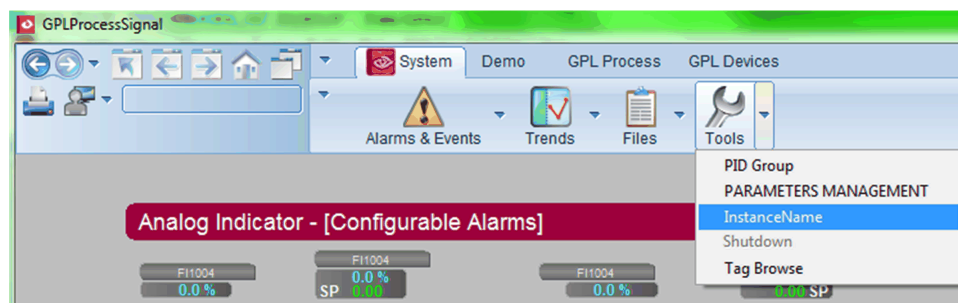 GPLProcessSignal
System Demo GPL Process GPL Devices
Alarms & Events Trends Files Tools
PID Group
PARAMETERS MANAGEMENT
InstanceName
Shutdown
Tag Browse
Analog Indicator - [Configurable Alarms]
FI1004
0.0 %
FI1004
0.0 %
SP 0.00
FI1004
0.0 %
0.00 SP